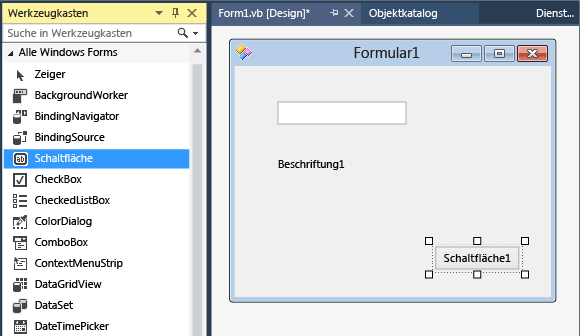 Werkzeugkasten
Form1.vb [Design]*
Objektkatalog
Dienst...
Suche in Werkzeugkasten
Alle Windows Forms
Zeiger
BackgroundWorker
BindingNavigator
BindingSource
Schaltfläche
CheckBox
CheckedListBox
ColorDialog
ComboBox
ContextMenuStrip
DataGridView
DataSet
DateTimePicker
Formular1
Beschriftung1
Schaltfläche1